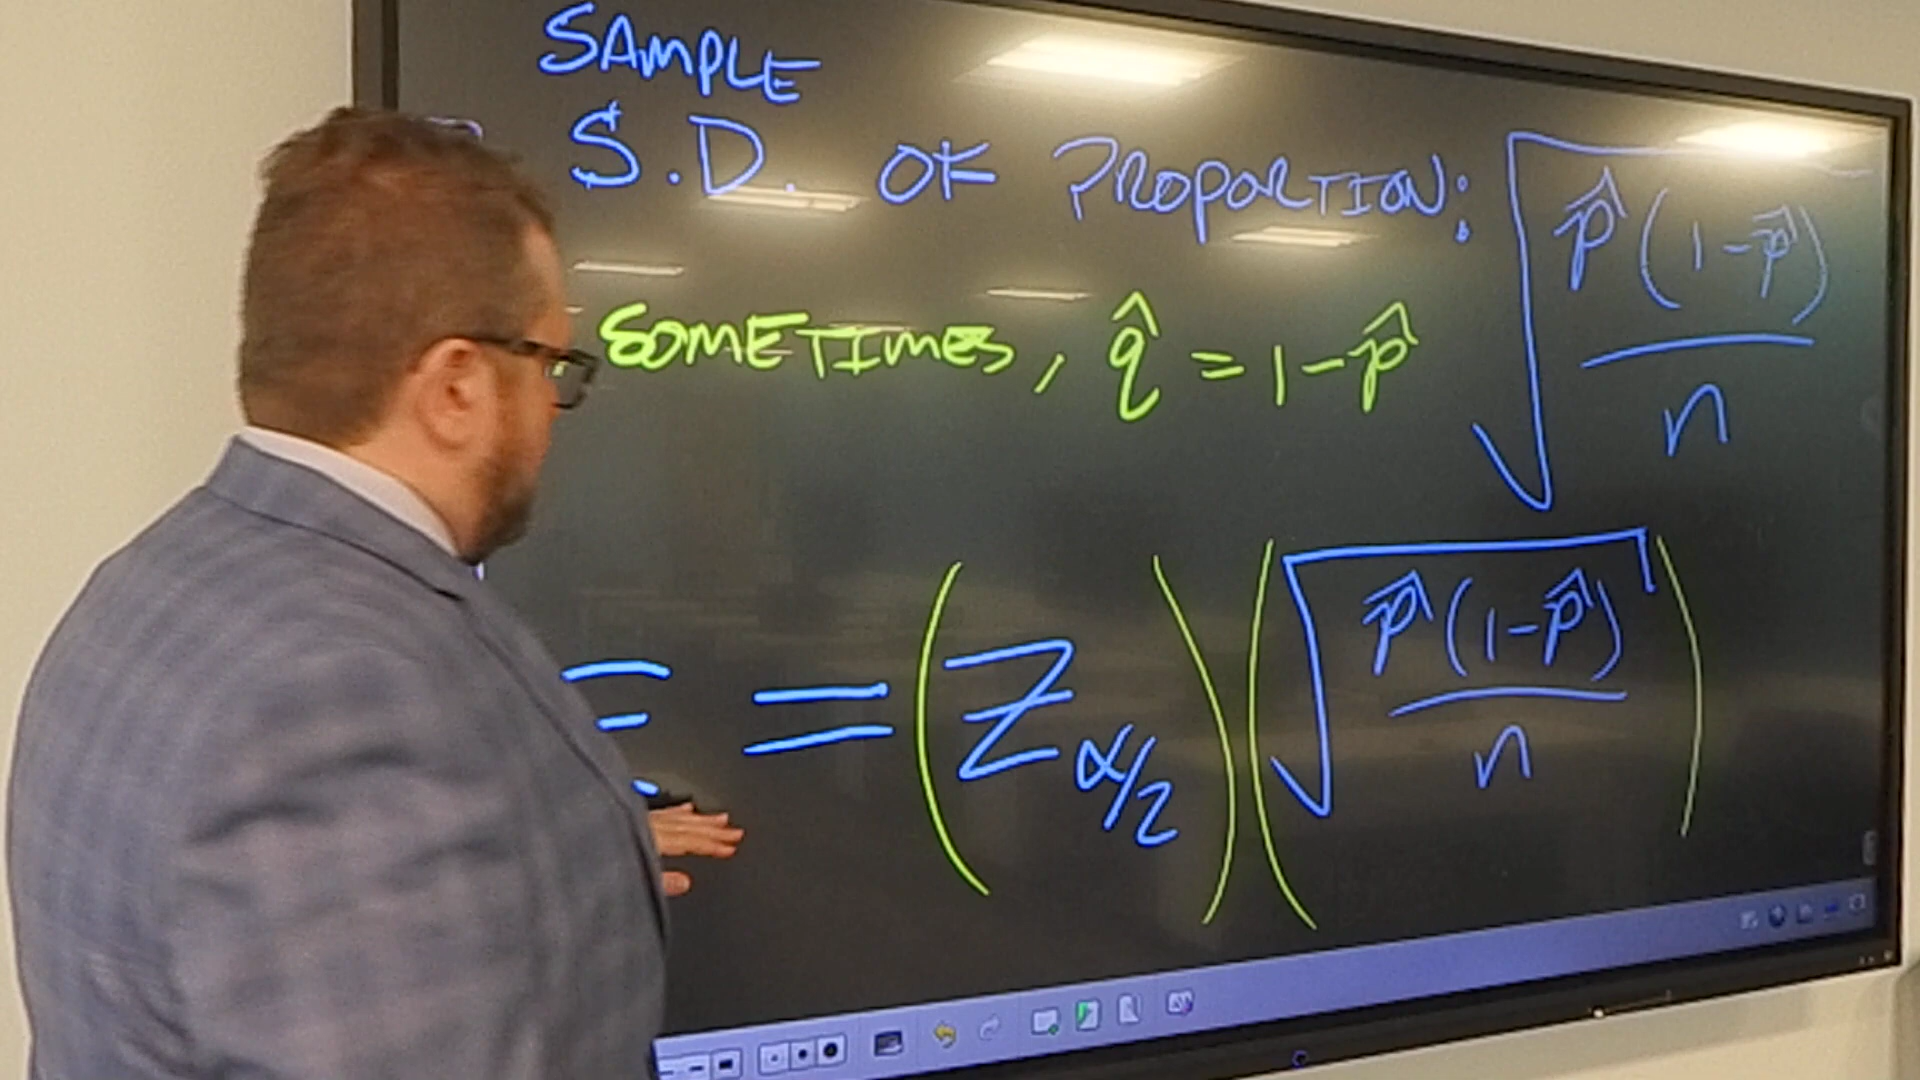 SAMPLE
S.D. OF PROPORTION: √(p̂(1-p̂)/n)
SOMETIMES, q̂ = 1-p̂
E = (Z α/2)(√(p̂(1-p̂)/n))